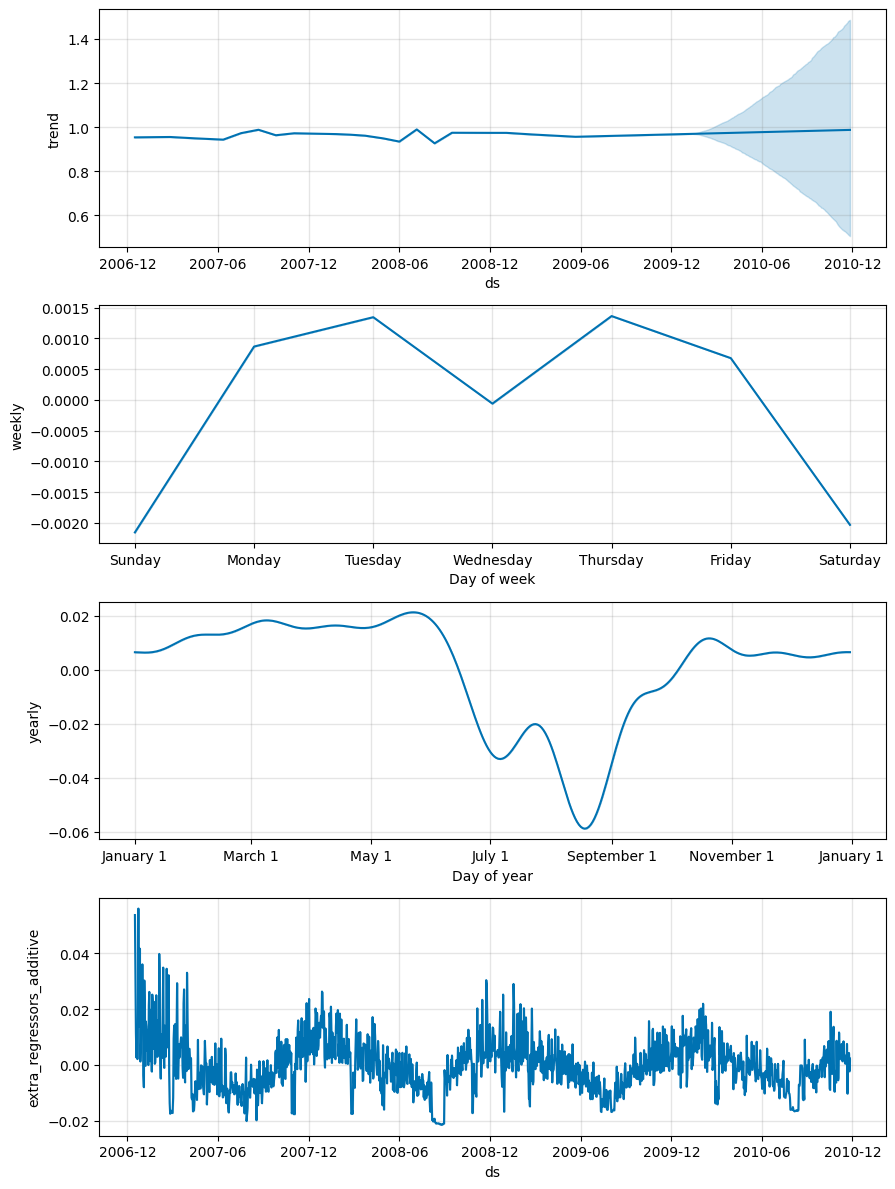 trend
1.4
1.2
1.0
0.8
0.6
2006-12 2007-06 2007-12 2008-06 2008-12 2009-06 2009-12 2010-06 2010-12
ds
weekly
0.0015
0.0010
0.0005
0.0000
−0.0005
−0.0010
−0.0015
−0.0020
Sunday Monday Tuesday Wednesday Thursday Friday Saturday
Day of week
yearly
0.02
0.00
−0.02
−0.04
−0.06
January 1 March 1 May 1 July 1 September 1 November 1 January 1
Day of year
extra_regressors_additive
0.04
0.02
0.00
−0.02
2006-12 2007-06 2007-12 2008-06 2008-12 2009-06 2009-12 2010-06 2010-12
ds